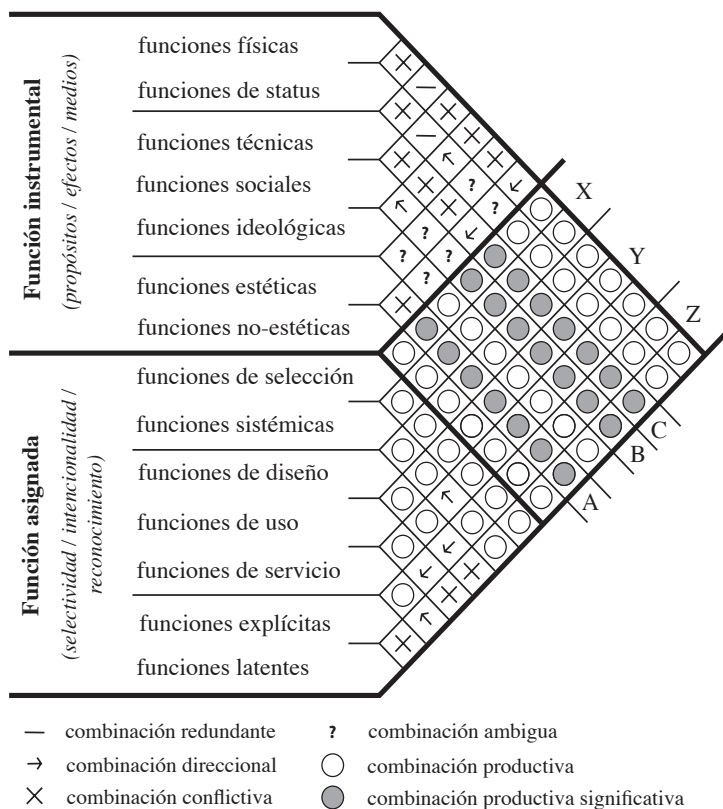 Función instrumental
(propósitos / efectos / medios)
funciones físicas
funciones de status
funciones técnicas
funciones sociales
funciones ideológicas
funciones estéticas
funciones no-estéticas
Función asignada
(selectividad / intencionalidad /
reconocimiento)
funciones de selección
funciones sistémicas
funciones de diseño
funciones de uso
funciones de servicio
funciones explícitas
funciones latentes
X
Y
Z
C
B
A
— combinación redundante
? combinación ambigua
→ combinación direccional
○ combinación productiva
× combinación conflictiva
● combinación productiva significativa